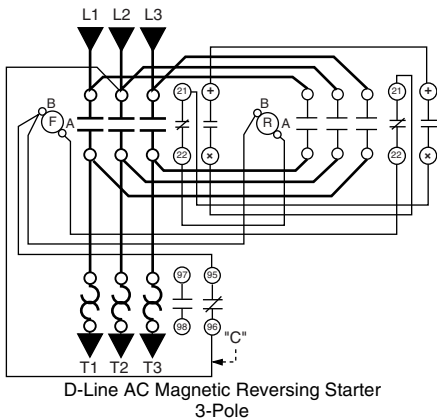 L1 L2 L3
21 + 21 +
B F A B R A
22 × 22 ×
97 95
98 96
"C"
T1 T2 T3
D-Line AC Magnetic Reversing Starter
3-Pole